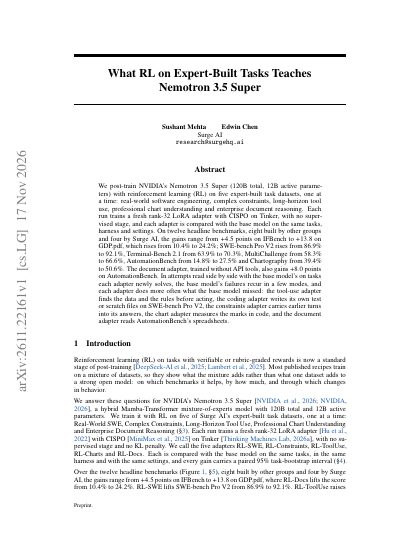 What RL on Expert-Built Tasks Teaches
Nemotron 3.5 Super
Sushant Mehta Edwin Chen
Surge AI
research@surgehq.ai
arXiv:2611.22161v1 [cs.LG] 17 Nov 2026
Abstract
We post-train NVIDIA's Nemotron 3.5 Super (120B total, 12B active parame-
ters) with reinforcement learning (RL) on five expert-built task datasets, one
at a time: real-world software engineering, complex constraints, long-horizon tool
use, professional chart understanding and enterprise document reasoning. Each
run trains a fresh rank-32 LoRA adapter with CISPO on Tinker, with no super-
vised stage, and each adapter is compared with the base model on the same tasks,
harness and settings. On twelve headline benchmarks, eight built by other groups
and four by Surge AI, the gains range from +4.5 points on IFBench to +13.8 on
GDP.pdf, which rises from 10.4% to 24.2%; SWE-bench Pro V2 rises from 86.9%
to 92.1%, Terminal-Bench 2.1 from 63.9% to 70.3%, MultiChallenge from 58.3%
to 66.6%, AutomationBench from 14.8% to 27.5% and Chartography from 39.4%
to 50.6%. The document adapter, trained without API tools, also gains +8.0 points
on AutomationBench. In attempts read side by side with the base model's on tasks
each adapter newly solves, the base model's failures recur in a few modes, and
each adapter does more often what the base model missed: the tool-use adapter
finds the data and the rules before acting, the coding adapter writes its own test
or scratch files on SWE-bench Pro V2, the constraints adapter carries earlier turns
into its answers, the chart adapter measures the marks in code, and the document
adapter reads AutomationBench's spreadsheets.
1 Introduction
Reinforcement learning (RL) on tasks with verifiable or rubric-graded rewards is now a standard
stage of post-training [DeepSeek-AI et al., 2025; Lambert et al., 2025]. Most published recipes train
on a mixture of datasets, so they show what the mixture adds rather than what one dataset adds to
a strong open model: on which benchmarks it helps, by how much, and through which changes
in behavior.
We answer these questions for NVIDIA's Nemotron 3.5 Super [NVIDIA et al., 2026; NVIDIA,
2026], a hybrid Mamba-Transformer mixture-of-experts model with 120B total and 12B active
parameters. We train it with RL on five of Surge AI's expert-built task datasets, one at a time:
Real-World SWE, Complex Constraints, Long-Horizon Tool Use, Professional Chart Understanding
and Enterprise Document Reasoning (§3). Each run trains a fresh rank-32 LoRA adapter [Hu et al.,
2022] with CISPO [MiniMax et al., 2025] on Tinker [Thinking Machines Lab, 2026a], with no su-
pervised stage and no KL penalty. We call the five adapters RL-SWE, RL-Constraints, RL-ToolUse,
RL-Charts and RL-Docs. Each is compared with the base model on the same tasks, in the
same harness and with the same settings, and every gain carries a paired 95% task-bootstrap interval (§4).
Over the twelve headline benchmarks (Figure 1, §5), eight built by other groups and four by Surge
AI, the gains range from +4.5 points on IFBench to +13.8 on GDP.pdf, where RL-Docs lifts the score
from 10.4% to 24.2%. RL-SWE lifts SWE-bench Pro V2 from 86.9% to 92.1%. RL-ToolUse raises
Preprint.